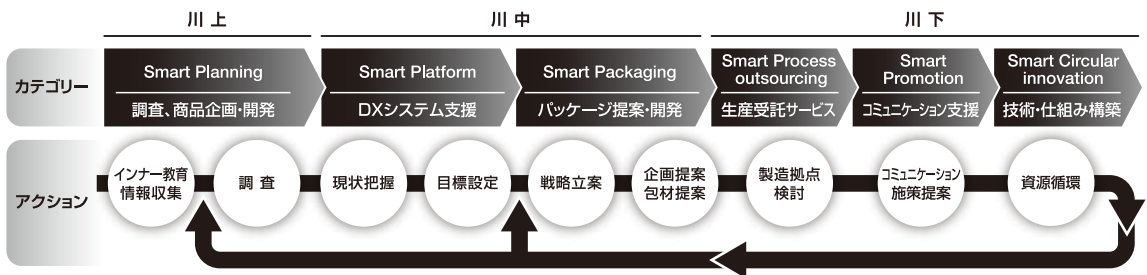 川上
川中
川下
カテゴリー
Smart Planning
調査、商品企画・開発
Smart Platform
DXシステム支援
Smart Packaging
パッケージ提案・開発
Smart Process
outsourcing
生産受託サービス
Smart
Promotion
コミュニケーション支援
Smart Circular
innovation
技術・仕組み構築
アクション
インナー教育
情報収集
調査
現状把握
目標設定
戦略立案
企画提案
包材提案
製造拠点
検討
コミュニケーション
施策提案
資源循環